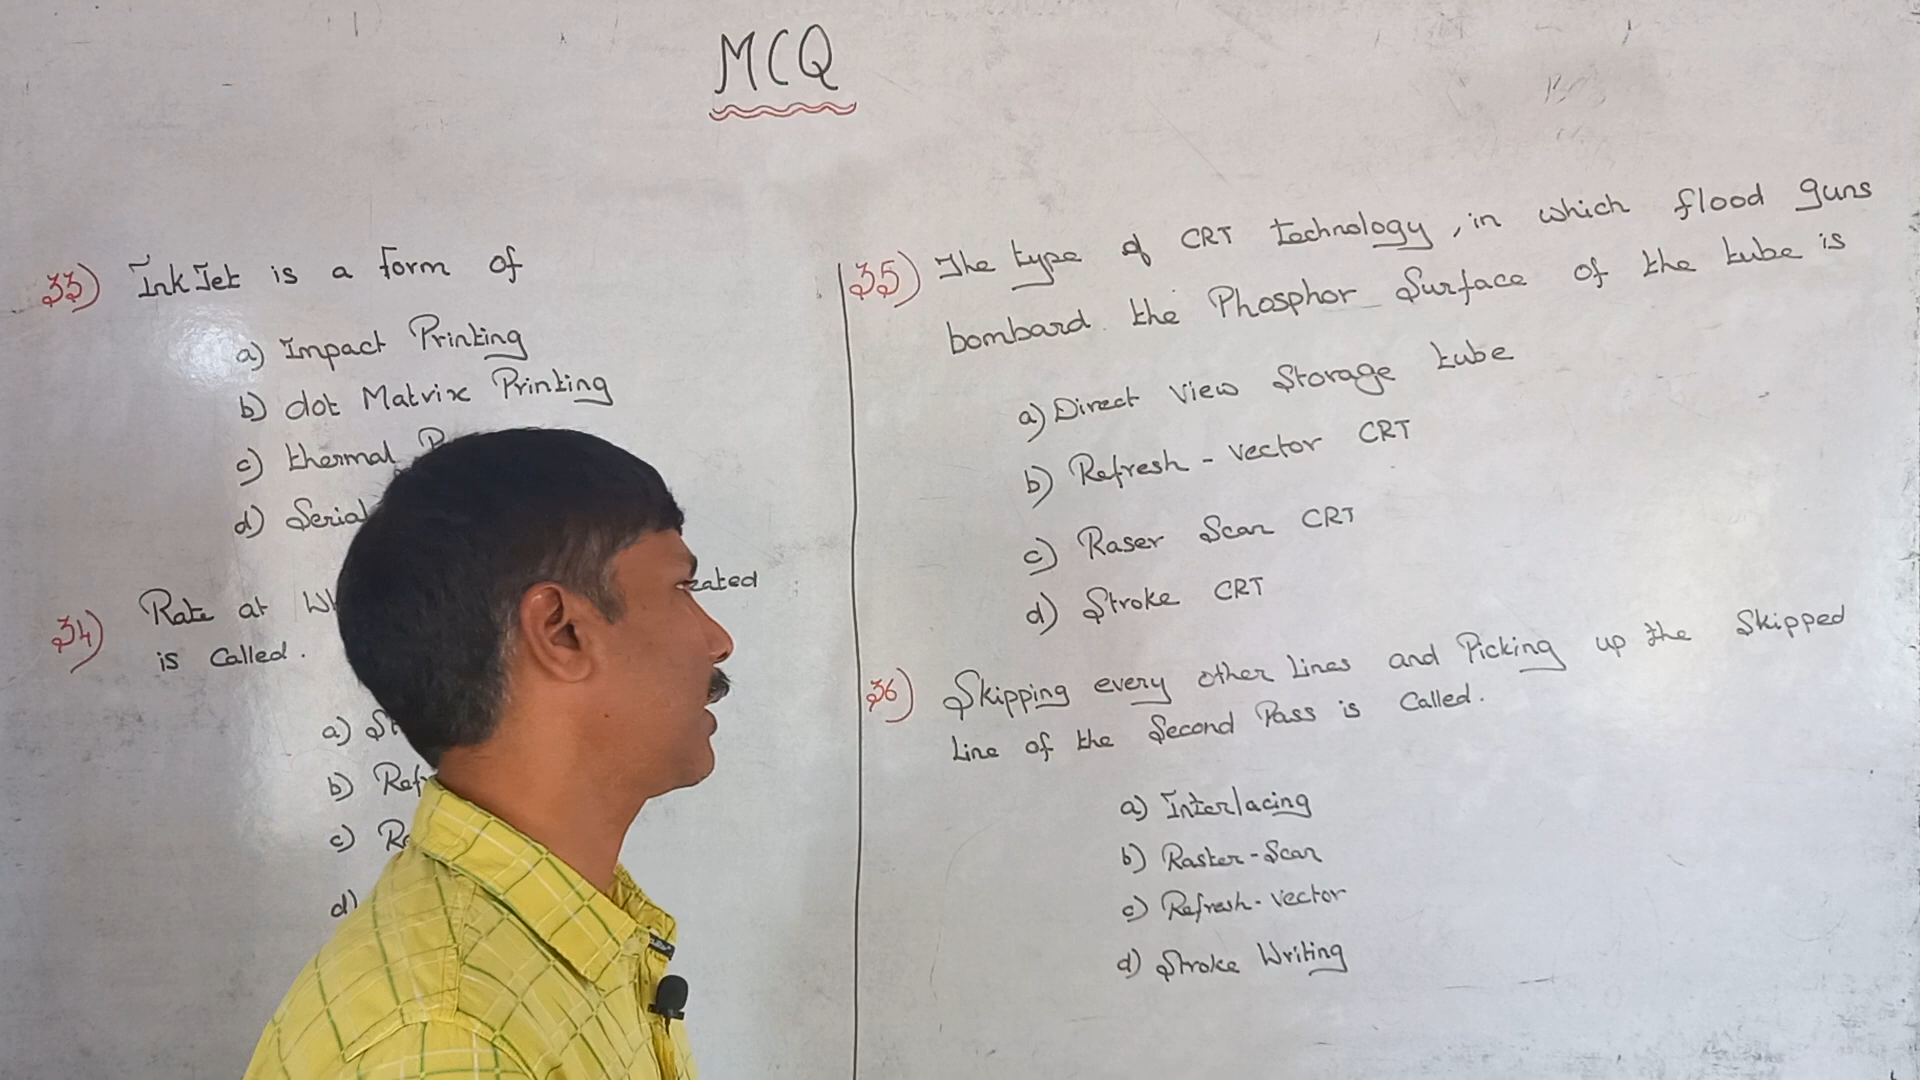 MCQ
33) InkJet is a form of
a) Impact Printing
b) dot Matrix Printing
c) thermal
d) Serial
34) Rate at
is Called.
a)
b)
c)
d)
35) The type of CRT technology, in which flood guns
bombard the Phosphor Surface of the tube is
a) Direct View Storage tube
b) Refresh - Vector CRT
c) Raser Scan CRT
d) Stroke CRT
36) Skipping every other Lines and Picking up the Skipped
Line of the Second Pass is Called.
a) Interlacing
b) Raster-Scan
c) Refresh-Vector
d) Stroke Writing